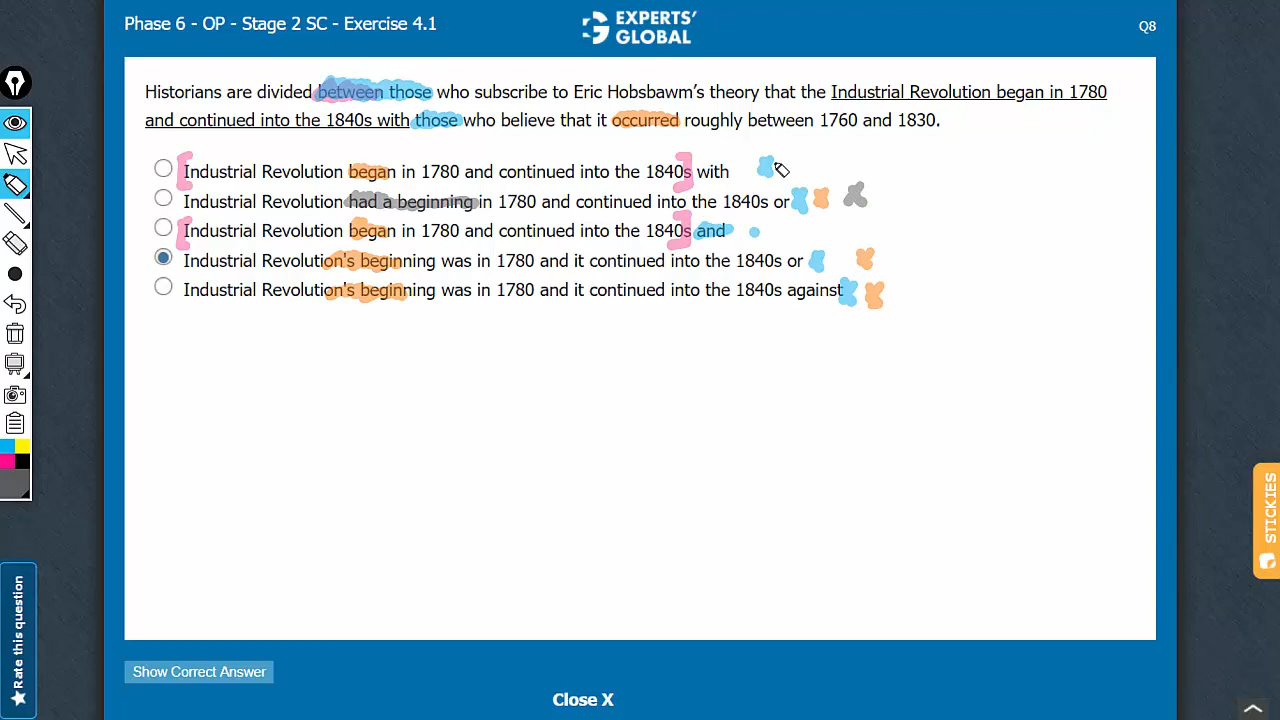 Phase 6 - OP - Stage 2 SC - Exercise 4.1
EXPERTS'
GLOBAL
Q8
Historians are divided between those who subscribe to Eric Hobsbawm's theory that the Industrial Revolution began in 1780
and continued into the 1840s with those who believe that it occurred roughly between 1760 and 1830.
Industrial Revolution began in 1780 and continued into the 1840s with
Industrial Revolution had a beginning in 1780 and continued into the 1840s or
Industrial Revolution began in 1780 and continued into the 1840s and
Industrial Revolution's beginning was in 1780 and it continued into the 1840s or
Industrial Revolution's beginning was in 1780 and it continued into the 1840s against
STICKIES
Rate this question
Show Correct Answer
Close X